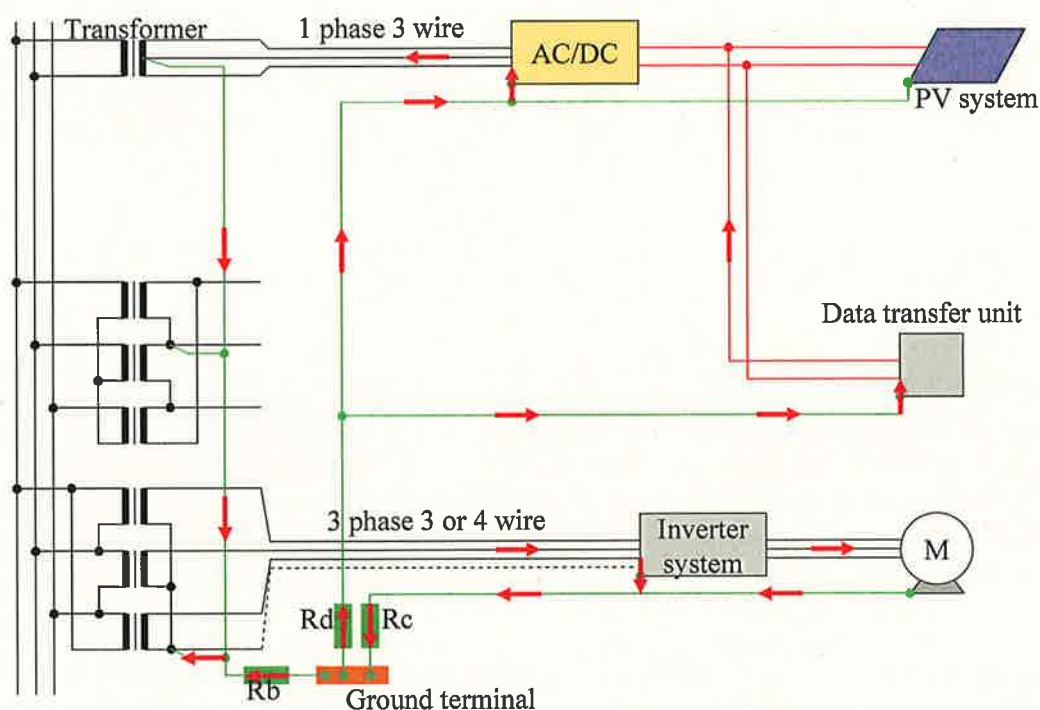 Transformer
1 phase 3 wire
AC/DC
PV system
Data transfer unit
3 phase 3 or 4 wire
Inverter
system
M
Rd
Rc
Rb
Ground terminal